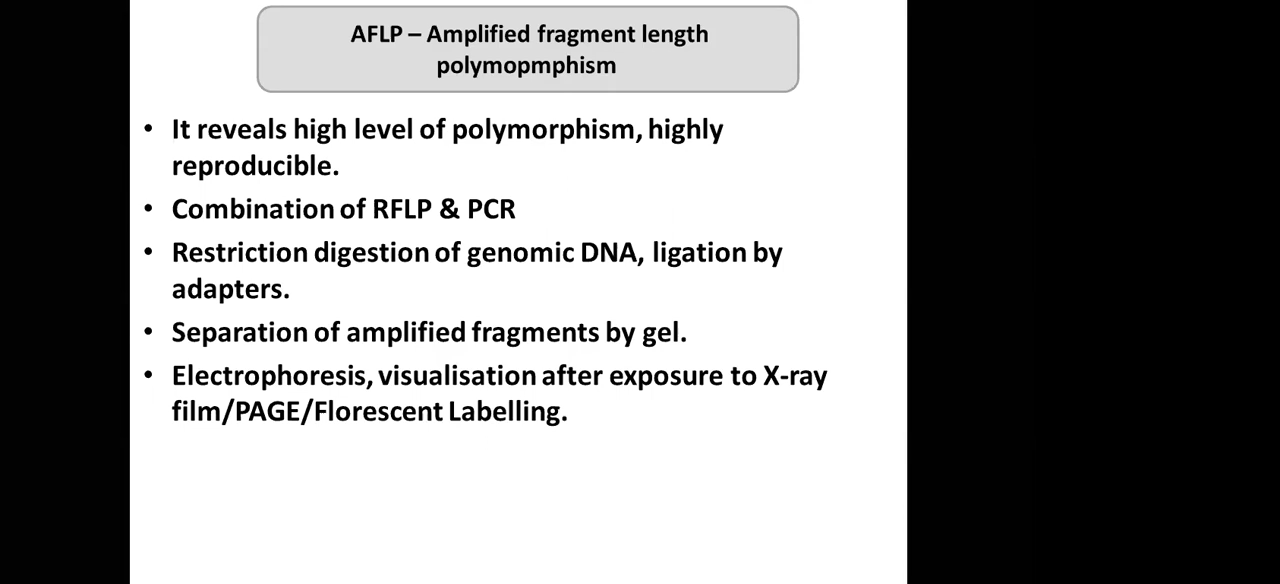 AFLP – Amplified fragment length
polymopmphism
• It reveals high level of polymorphism, highly
reproducible.
• Combination of RFLP & PCR
• Restriction digestion of genomic DNA, ligation by
adapters.
• Separation of amplified fragments by gel.
• Electrophoresis, visualisation after exposure to X-ray
film/PAGE/Florescent Labelling.